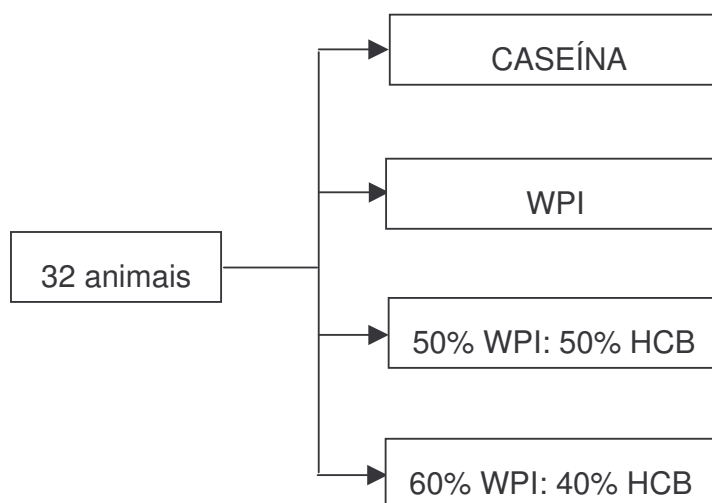 CASEÍNA
WPI
32 animais
50% WPI: 50% HCB
60% WPI: 40% HCB